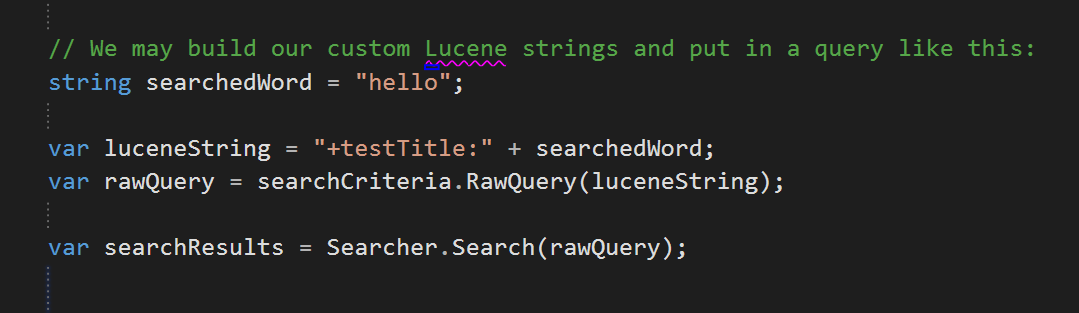 // We may build our custom Lucene strings and put in a query like this:
string searchedWord = "hello";
var luceneString = "+testTitle:" + searchedWord;
var rawQuery = searchCriteria.RawQuery(luceneString);
var searchResults = Searcher.Search(rawQuery);